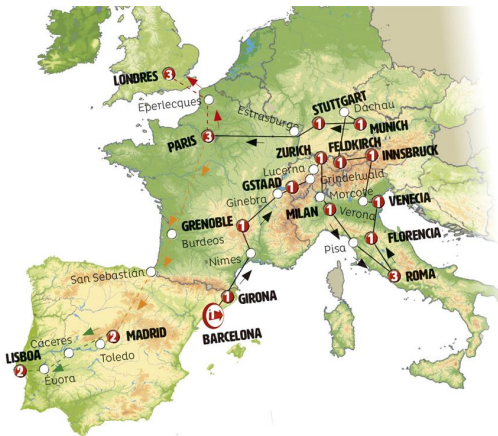 LONDRES 3
Eperlecques
STUTTGART
Dachau
Estrasburgo
1 1
MUNICH
PARIS 3
ZURICH
FELDKIRCH
1 1 1
INNSBRUCK
Lucerna
Grindelwald
GSTAAD 1
Ginebra
Morcote
MILAN 1
Verona
1 VENECIA
GRENOBLE 1
Burdeos
FLORENCIA
1
Pisa
Nimes
San Sebastián
3 ROMA
1 GIRONA
1
BARCELONA
2 MADRID
Cáceres
Toledo
LISBOA
2
Evora